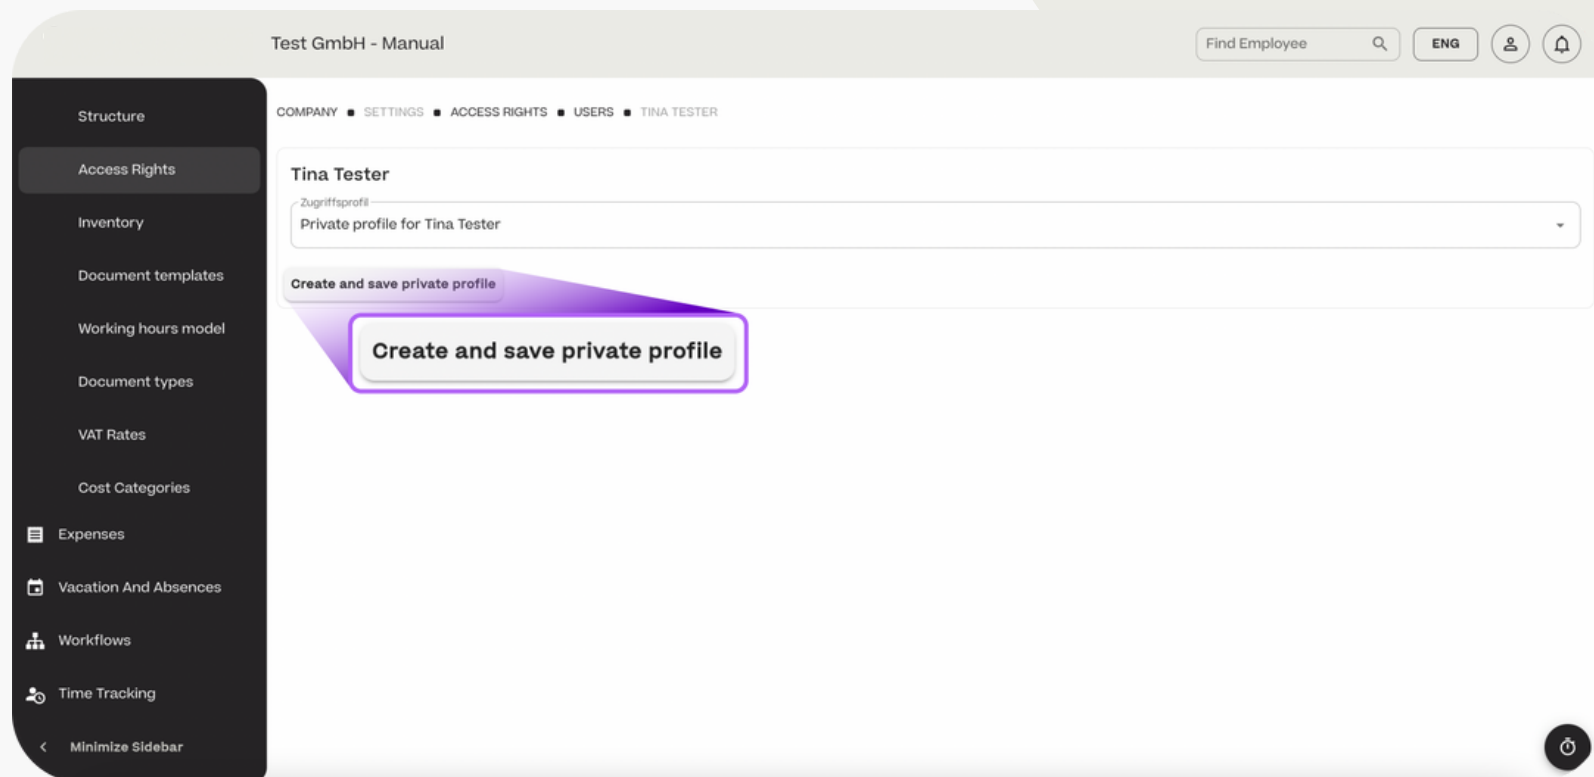 Test GmbH - Manual
Find Employee
ENG
Structure
Access Rights
Inventory
Document templates
Working hours model
Document types
VAT Rates
Cost Categories
Expenses
Vacation And Absences
Workflows
Time Tracking
Minimize Sidebar
COMPANY ■ SETTINGS ■ ACCESS RIGHTS ■ USERS ■ TINA TESTER
Tina Tester
Zugriffsprofil
Private profile for Tina Tester
Create and save private profile
Create and save private profile